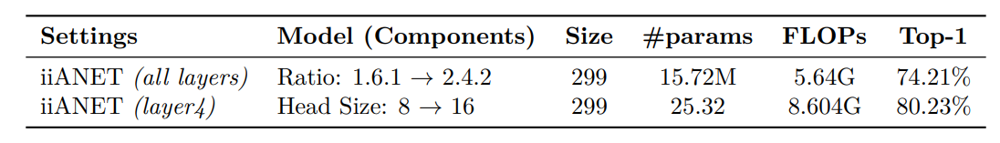 Settings Model (Components) Size #params FLOPs Top-1
iiANET (all layers) Ratio: 1.6.1 → 2.4.2 299 15.72M 5.64G 74.21%
iiANET (layer4) Head Size: 8 → 16 299 25.32 8.604G 80.23%